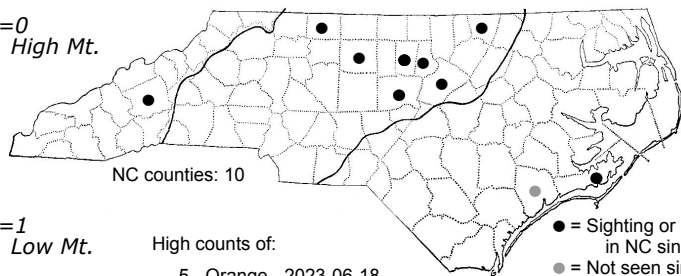 =0
High Mt.
NC counties: 10
=1
Low Mt.
High counts of:
● = Sighting or
in NC sin
● = Not seen si
5 - Orange - 2023-06-18